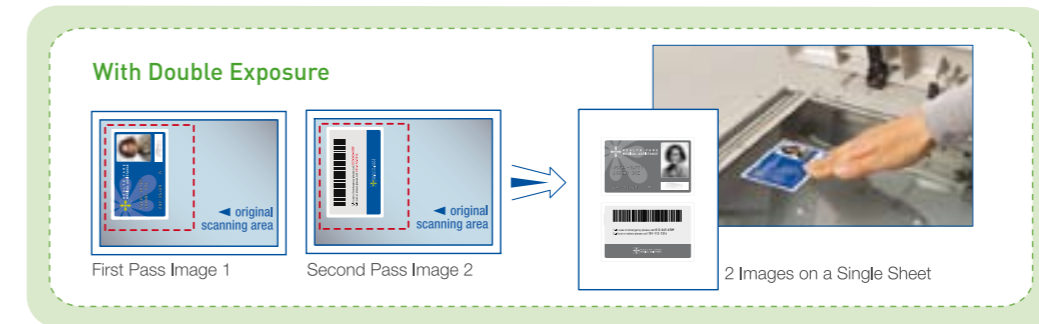 With Double Exposure
◄ original
scanning area
First Pass Image 1
◄ original
scanning area
Second Pass Image 2
2 Images on a Single Sheet